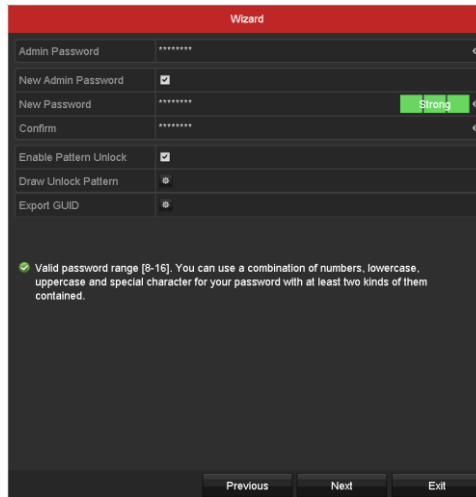 Wizard
Admin Password ********
New Admin Password
New Password ******** Strong
Confirm ********
Enable Pattern Unlock
Draw Unlock Pattern
Export GUID
Valid password range [8-16]. You can use a combination of numbers, lowercase,
uppercase and special character for your password with at least two kinds of them
contained.
Previous Next Exit